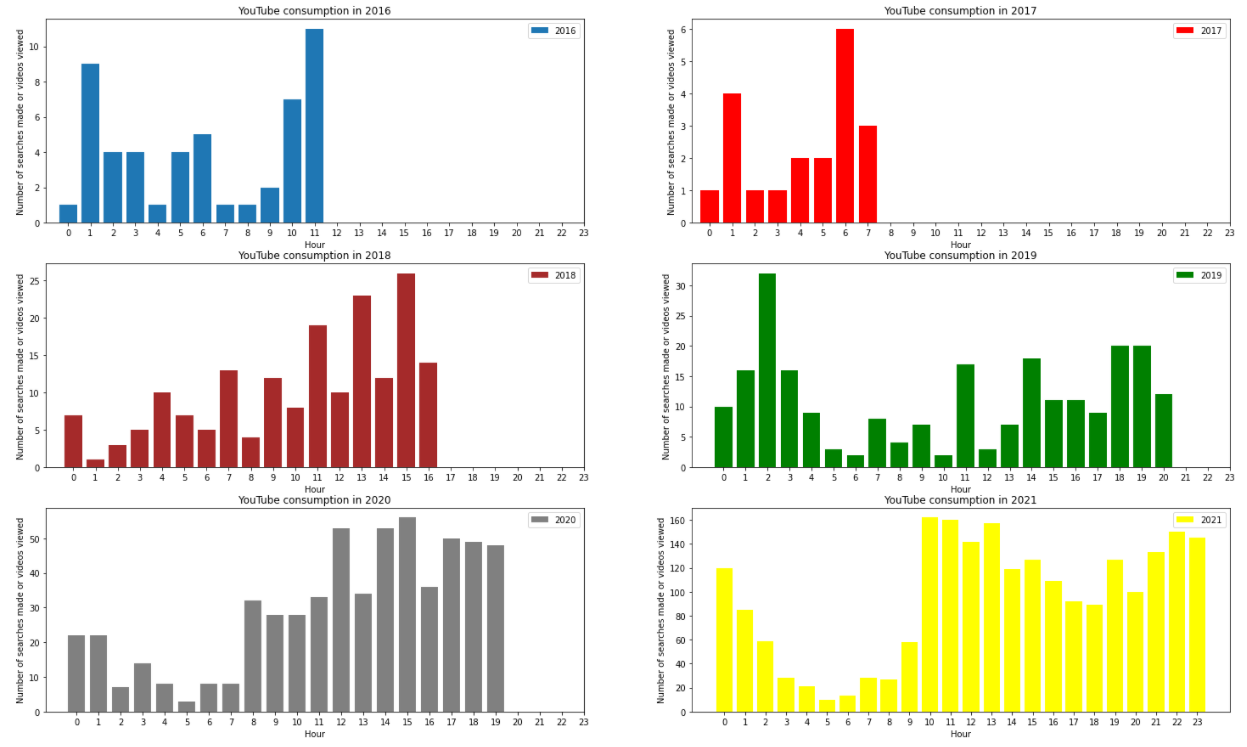 YouTube consumption in 2016
Number of searches made or videos viewed
10
8
6
4
2
0
2016
0 1 2 3 4 5 6 7 8 9 10 11 12 13 14 15 16 17 18 19 20 21 22 23
Hour
YouTube consumption in 2017
Number of searches made or videos viewed
6
5
4
3
2
1
0
2017
0 1 2 3 4 5 6 7 8 9 10 11 12 13 14 15 16 17 18 19 20 21 22 23
Hour
YouTube consumption in 2018
Number of searches made or videos viewed
25
20
15
10
5
0
2018
0 1 2 3 4 5 6 7 8 9 10 11 12 13 14 15 16 17 18 19 20 21 22 23
Hour
YouTube consumption in 2019
Number of searches made or videos viewed
30
25
20
15
10
5
0
2019
0 1 2 3 4 5 6 7 8 9 10 11 12 13 14 15 16 17 18 19 20 21 22 23
Hour
YouTube consumption in 2020
Number of searches made or videos viewed
50
40
30
20
10
0
2020
0 1 2 3 4 5 6 7 8 9 10 11 12 13 14 15 16 17 18 19 20 21 22 23
Hour
YouTube consumption in 2021
Number of searches made or videos viewed
160
140
120
100
80
60
40
20
0
2021
0 1 2 3 4 5 6 7 8 9 10 11 12 13 14 15 16 17 18 19 20 21 22 23
Hour